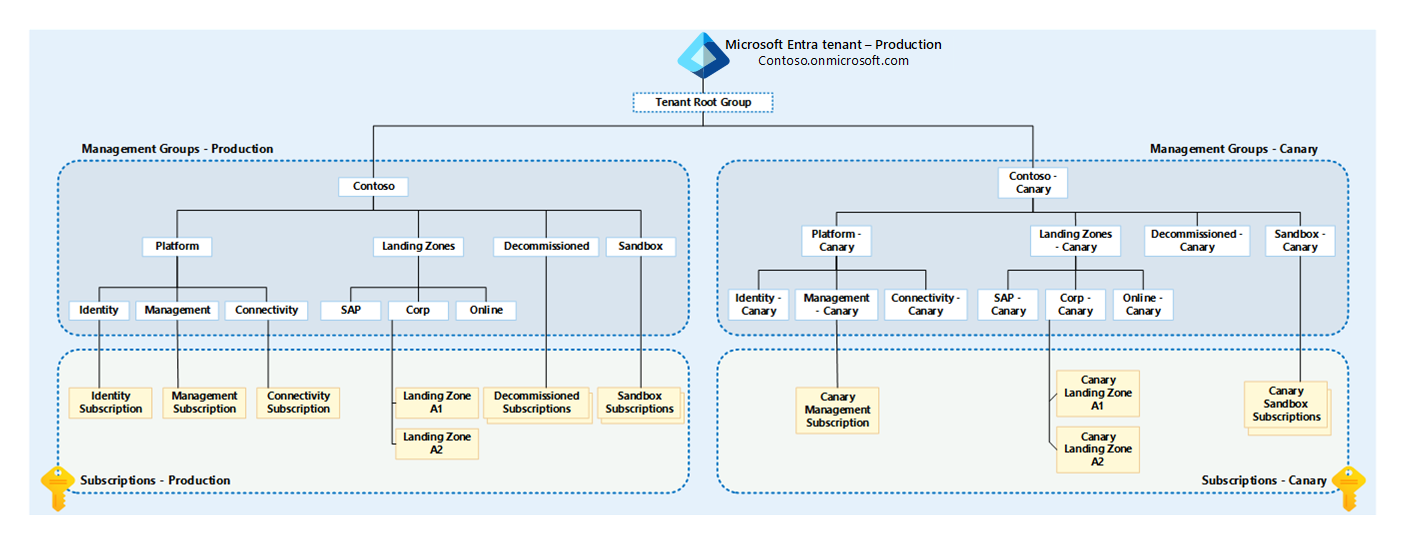 Microsoft Entra tenant – Production
Contoso.onmicrosoft.com
Tenant Root Group
Management Groups - Production
Contoso
Platform
Landing Zones
Decommissioned
Sandbox
Identity
Management
Connectivity
SAP
Corp
Online
Identity
Subscription
Management
Subscription
Connectivity
Subscription
Landing Zone
A1
Landing Zone
A2
Decommissioned
Subscriptions
Sandbox
Subscriptions
Subscriptions - Production
Management Groups - Canary
Contoso -
Canary
Platform -
Canary
Landing Zones
- Canary
Decommissioned -
Canary
Sandbox -
Canary
Identity -
Canary
Management
- Canary
Connectivity -
Canary
SAP -
Canary
Corp -
Canary
Online -
Canary
Canary
Management
Subscription
Canary
Landing Zone
A1
Canary
Landing Zone
A2
Canary
Sandbox
Subscriptions
Subscriptions - Canary